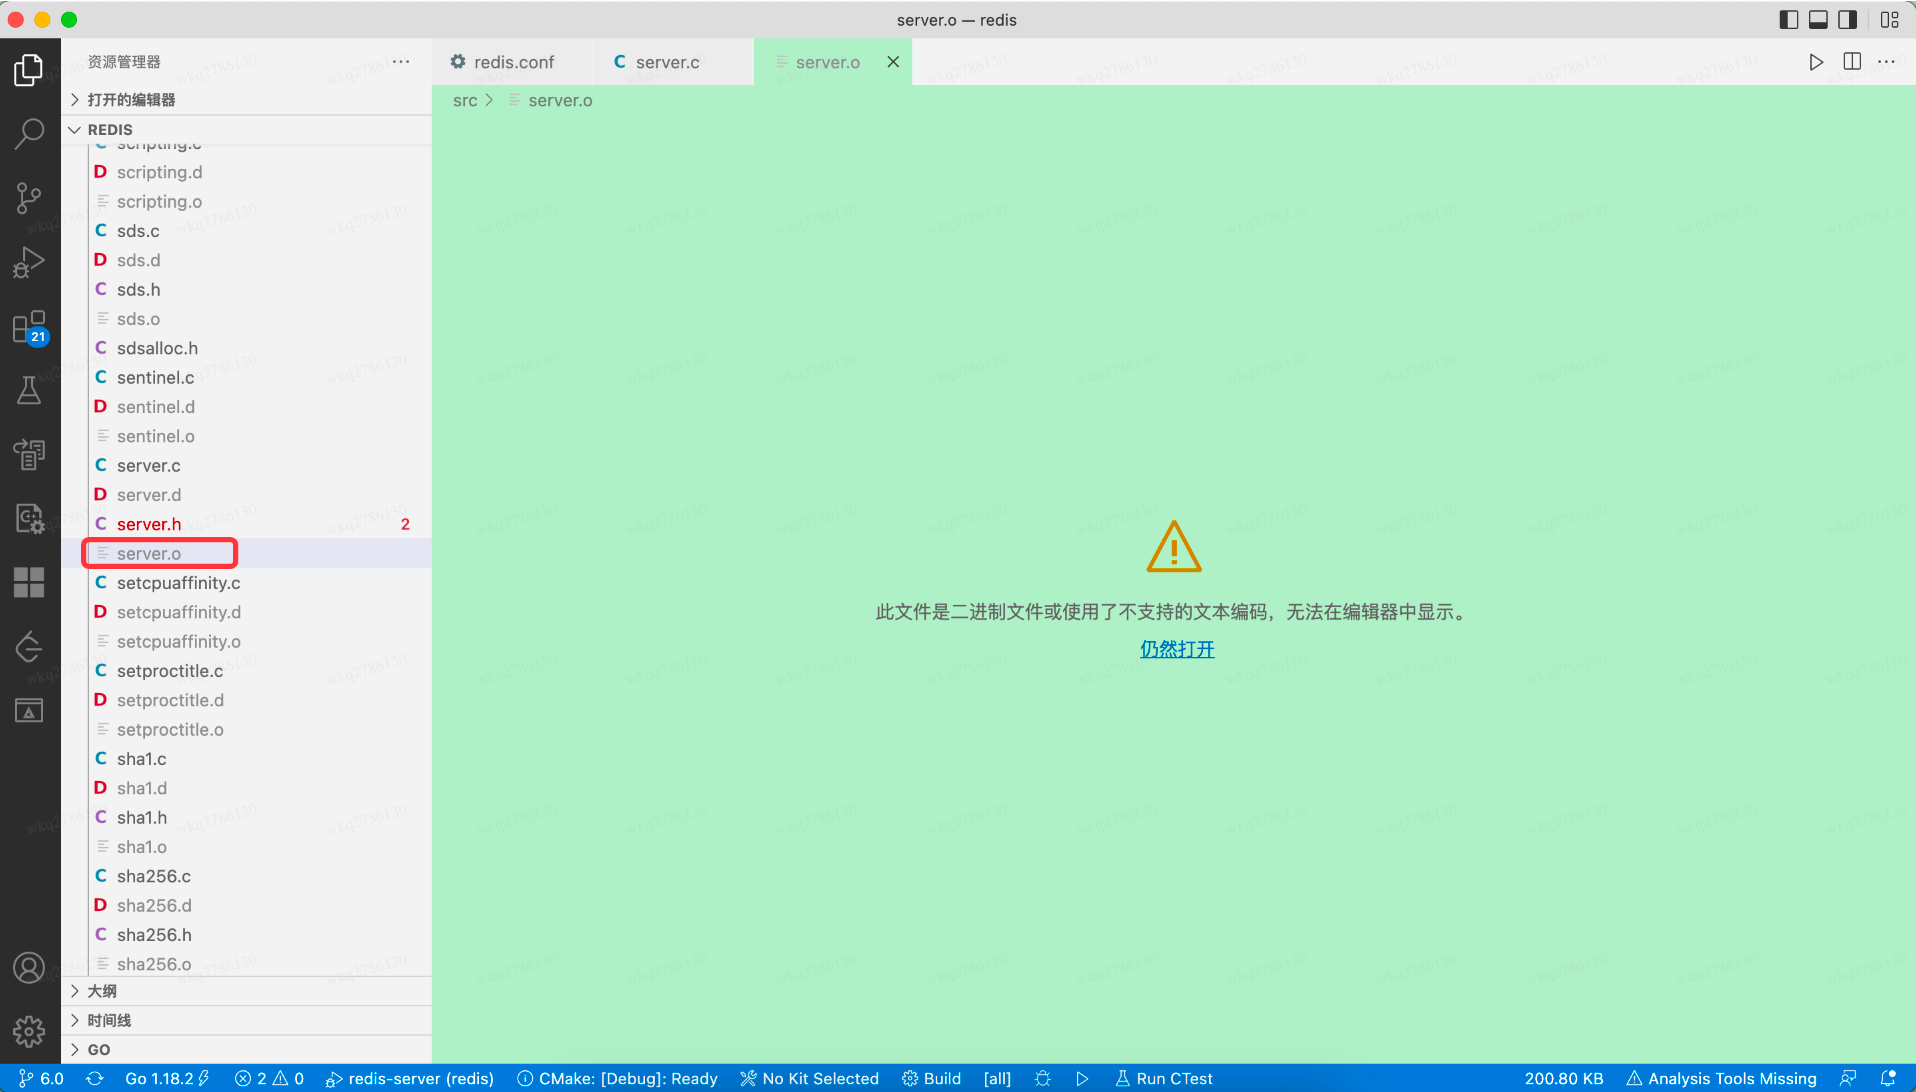 server.o — redis
资源管理器
打开的编辑器
REDIS
scripting.c
scripting.d
scripting.o
sds.c
sds.d
sds.h
sds.o
sdsalloc.h
sentinel.c
sentinel.d
sentinel.o
server.c
server.d
server.h 2
server.o
setcpuaffinity.c
setcpuaffinity.d
setcpuaffinity.o
setproctitle.c
setproctitle.d
setproctitle.o
sha1.c
sha1.d
sha1.h
sha1.o
sha256.c
sha256.d
sha256.h
sha256.o
大纲
时间线
GO
21
redis.conf
C server.c
server.o
src > server.o
此文件是二进制文件或使用了不支持的文本编码，无法在编辑器中显示。
仍然打开
6.0 Go 1.18.2 2 0 redis-server (redis) CMake: [Debug]: Ready No Kit Selected Build [all] Run CTest 200.80 KB Analysis Tools Missing
wkq2786130